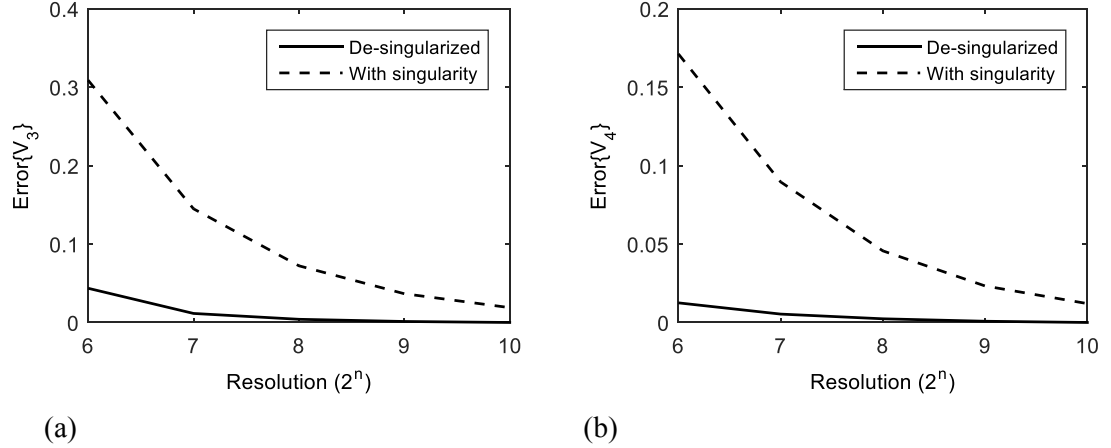 0.4
0.3
0.2
0.1
0
Error{V3}
De-singularized
With singularity
6 7 8 9 10
Resolution (2^n)
(a)
0.2
0.15
0.1
0.05
0
Error{V4}
De-singularized
With singularity
6 7 8 9 10
Resolution (2^n)
(b)